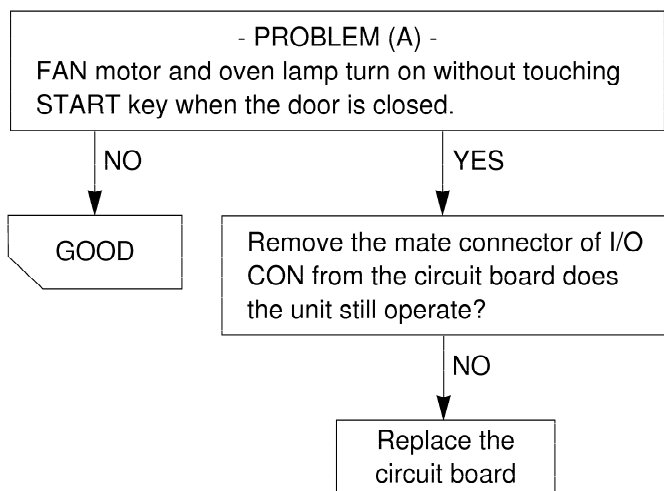 - PROBLEM (A) -
FAN motor and oven lamp turn on without touching
START key when the door is closed.
NO
YES
GOOD
Remove the mate connector of I/O
CON from the circuit board does
the unit still operate?
NO
Replace the
circuit board